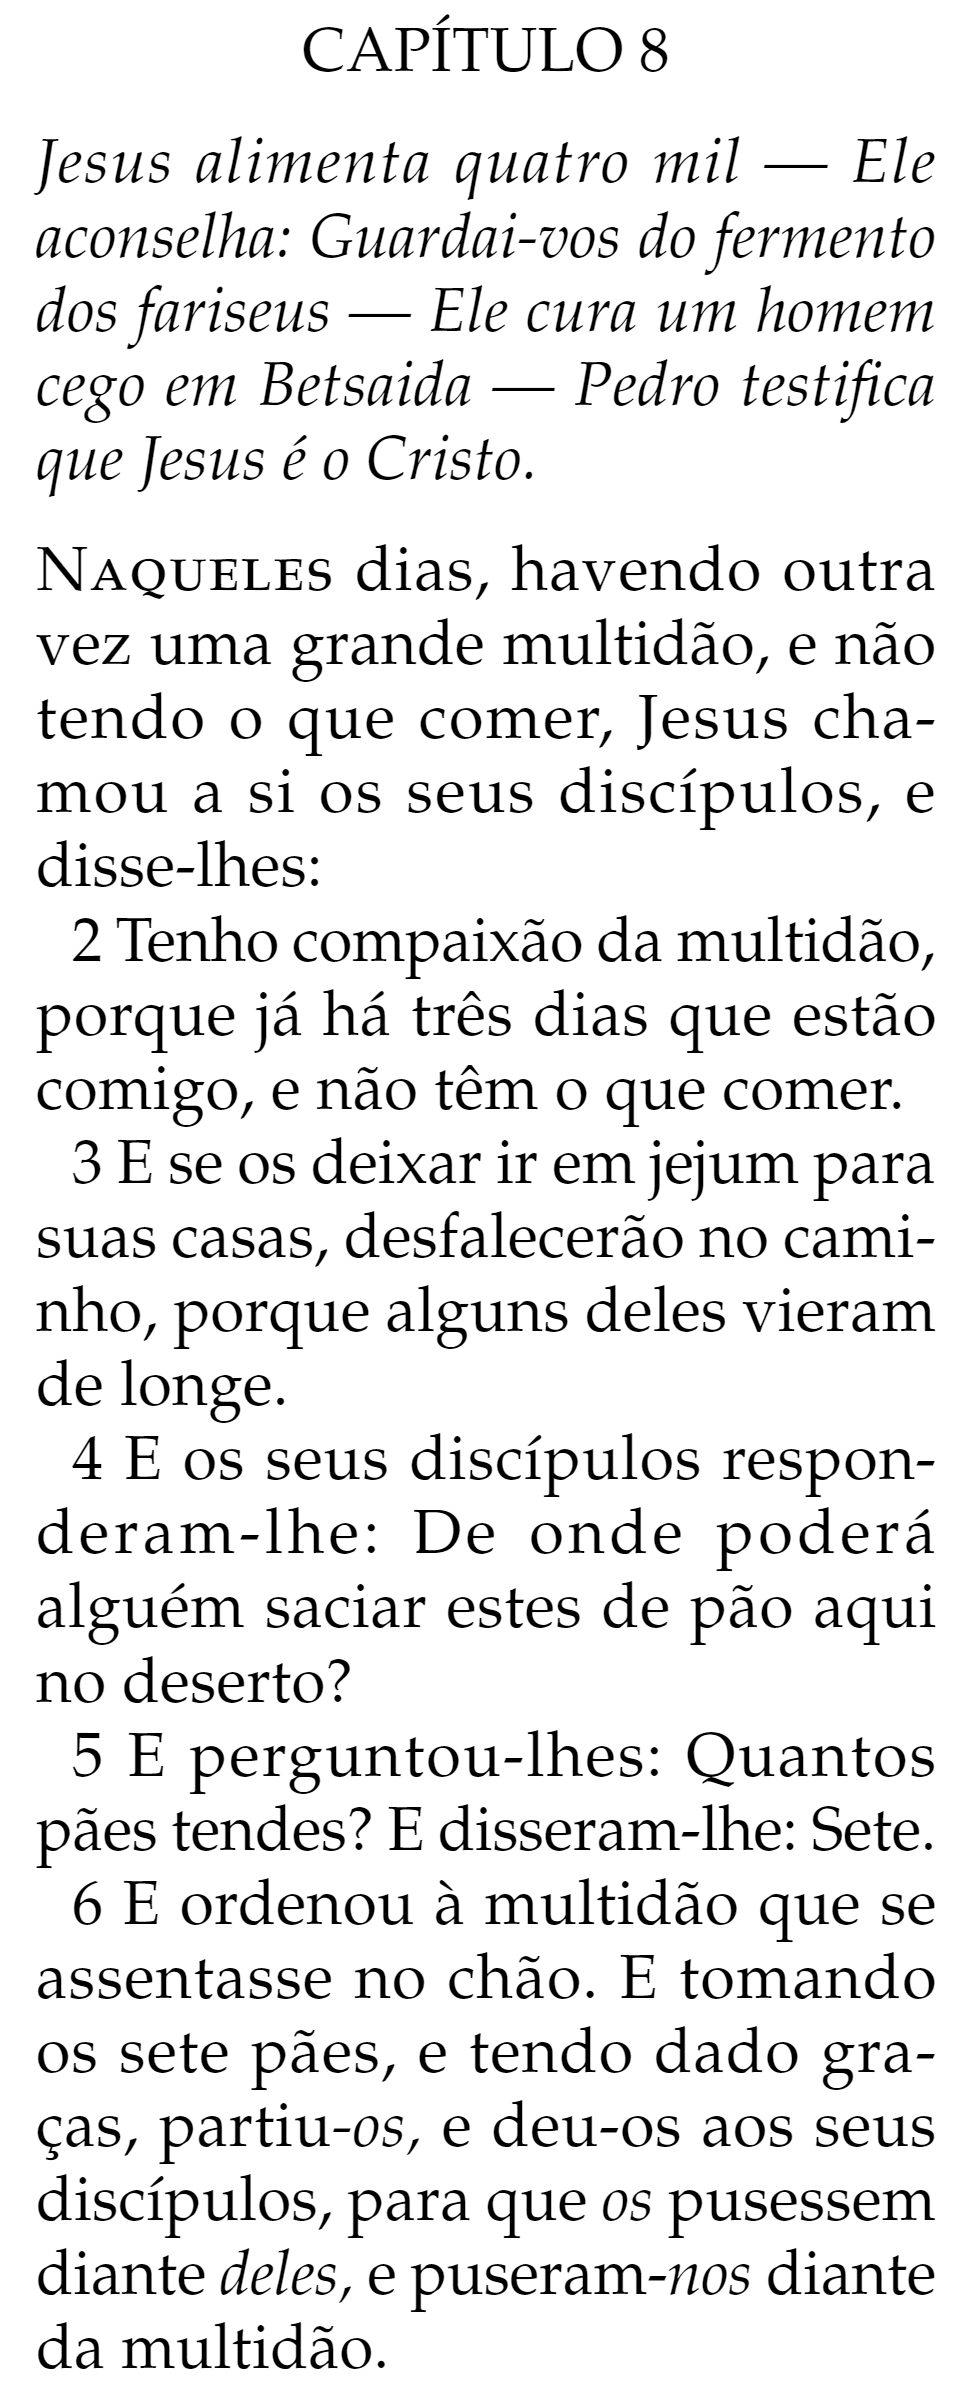 CAPÍTULO 8
Jesus alimenta quatro mil — Ele
aconselha: Guardai-vos do fermento
dos fariseus — Ele cura um homem
cego em Betsaida — Pedro testifica
que Jesus é o Cristo.
NAQUELES dias, havendo outra
vez uma grande multidão, e não
tendo o que comer, Jesus cha-
mou a si os seus discípulos, e
disse-lhes:
2 Tenho compaixão da multidão,
porque já há três dias que estão
comigo, e não têm o que comer.
3 E se os deixar ir em jejum para
suas casas, desfalecerão no cami-
nho, porque alguns deles vieram
de longe.
4 E os seus discípulos respon-
deram-lhe: De onde poderá
alguém saciar estes de pão aqui
no deserto?
5 E perguntou-lhes: Quantos
pães tendes? E disseram-lhe: Sete.
6 E ordenou à multidão que se
assentasse no chão. E tomando
os sete pães, e tendo dado gra-
ças, partiu-os, e deu-os aos seus
discípulos, para que os pusessem
diante deles, e puseram-nos diante
da multidão.